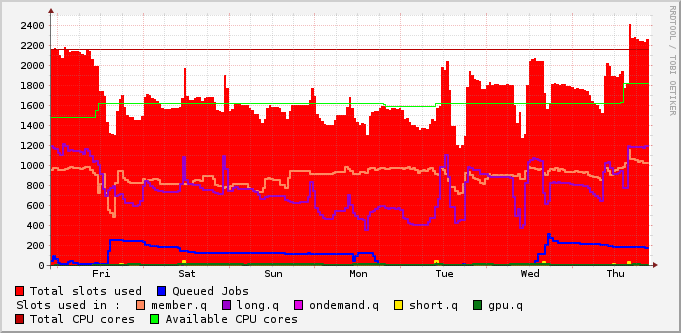 2400
2200
2000
1800
1600
1400
1200
1000
800
600
400
200
0
Fri Sat Sun Mon Tue Wed Thu
Total slots used Queued Jobs
Slots used in : member.q long.q ondemand.q short.q gpu.q
Total CPU cores Available CPU cores
RRDTOOL / TOBI OETIKER